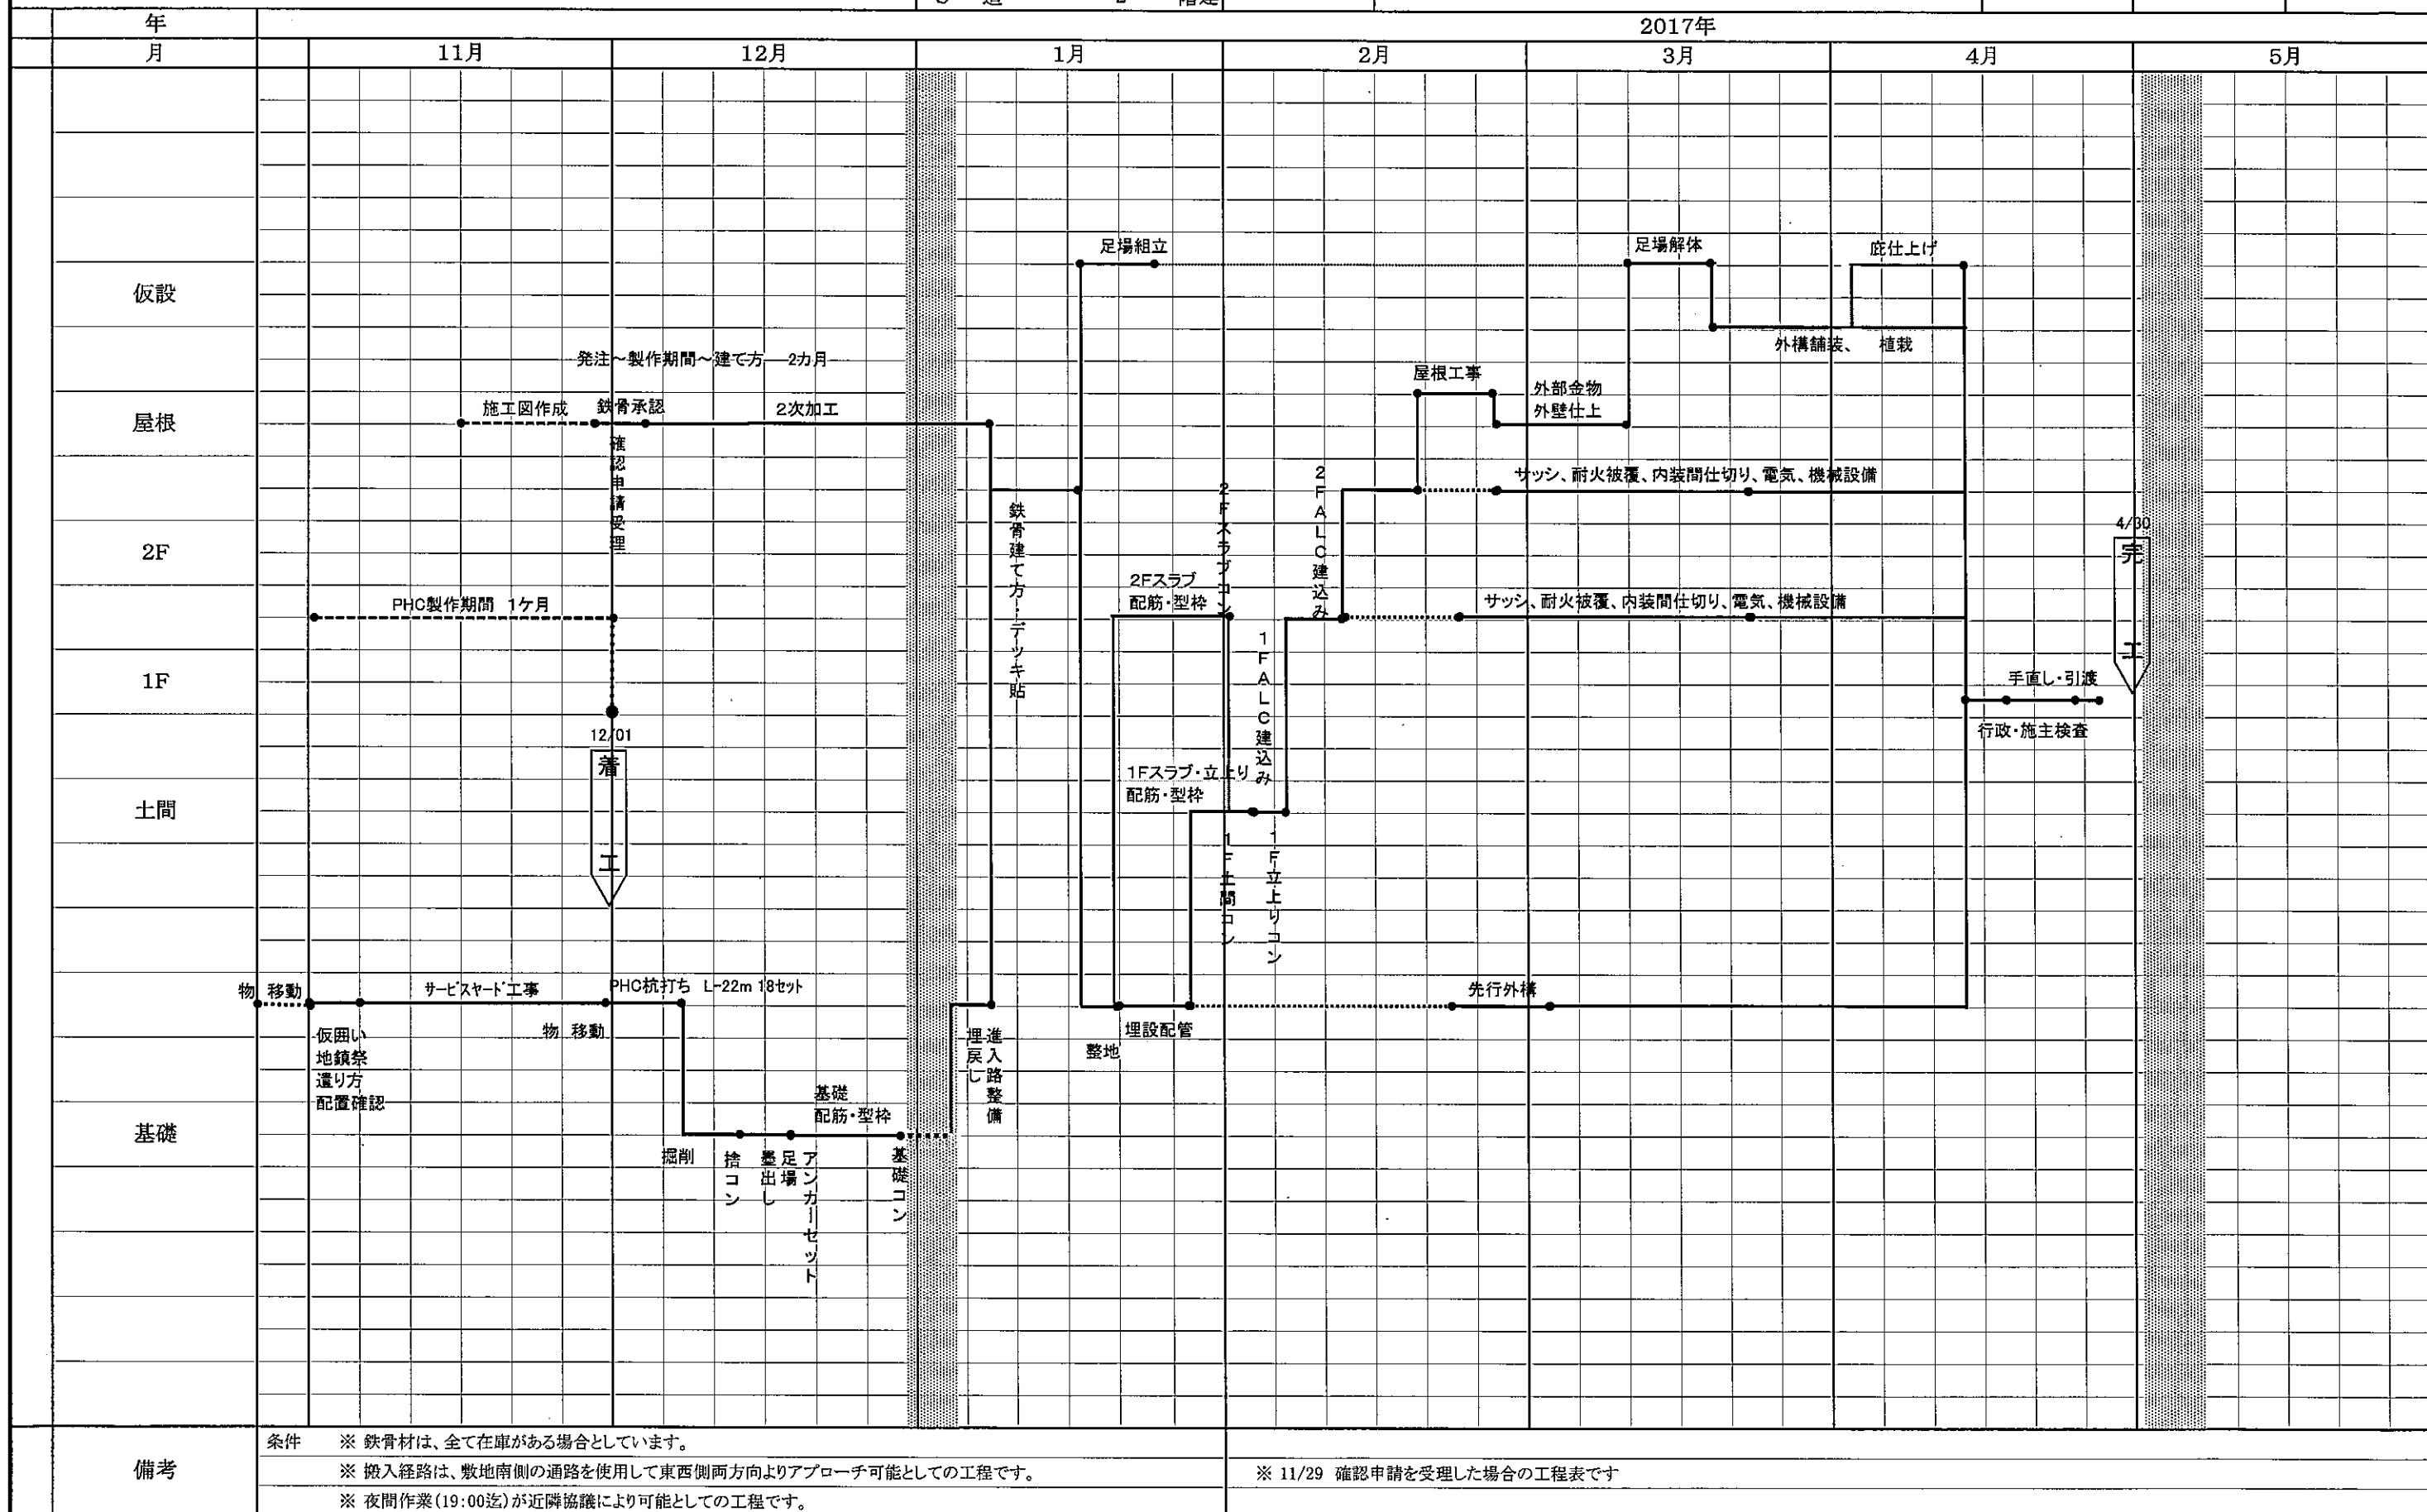 年
2017年
月
11月
12月
1月
2月
3月
4月
5月
足場組立
足場解体
庇仕上げ
仮設
外構舗装、 植栽
発注～製作期間～建て方 2カ月
屋根工事
外部金物
外壁仕上
屋根
施工図作成
鉄骨承認
2次加工
確認申請受理
サッシ、耐火被覆、内装間仕切り、電気、機械設備
鉄骨建て方・デッキ貼
2Fスラブコン
2FALC建込み
2F
4/30
完工
PHC製作期間 1ケ月
2Fスラブ
配筋・型枠
サッシ、耐火被覆、内装間仕切り、電気、機械設備
1FALC建込み
1F
手直し・引渡
行政・施主検査
12/01
着工
1Fスラブ・立上り
配筋・型枠
土間
1F土間コン
1F立上りコン
物 移動
サービスヤード工事
PHC杭打ち L-22m 18セット
先行外構
仮囲い
地鎮祭
遣り方
配置確認
物 移動
埋戻し
進入路整備
整地
埋設配管
基礎
基礎
配筋・型枠
掘削
捨コン
墨出し
足場
アンカーセット
基礎コン
備考
条件 ※ 鉄骨材は、全て在庫がある場合としています。
※ 搬入経路は、敷地南側の通路を使用して東西側両方向よりアプローチ可能としての工程です。
※ 11/29 確認申請を受理した場合の工程表です
※ 夜間作業(19:00迄)が近隣協議により可能としての工程です。